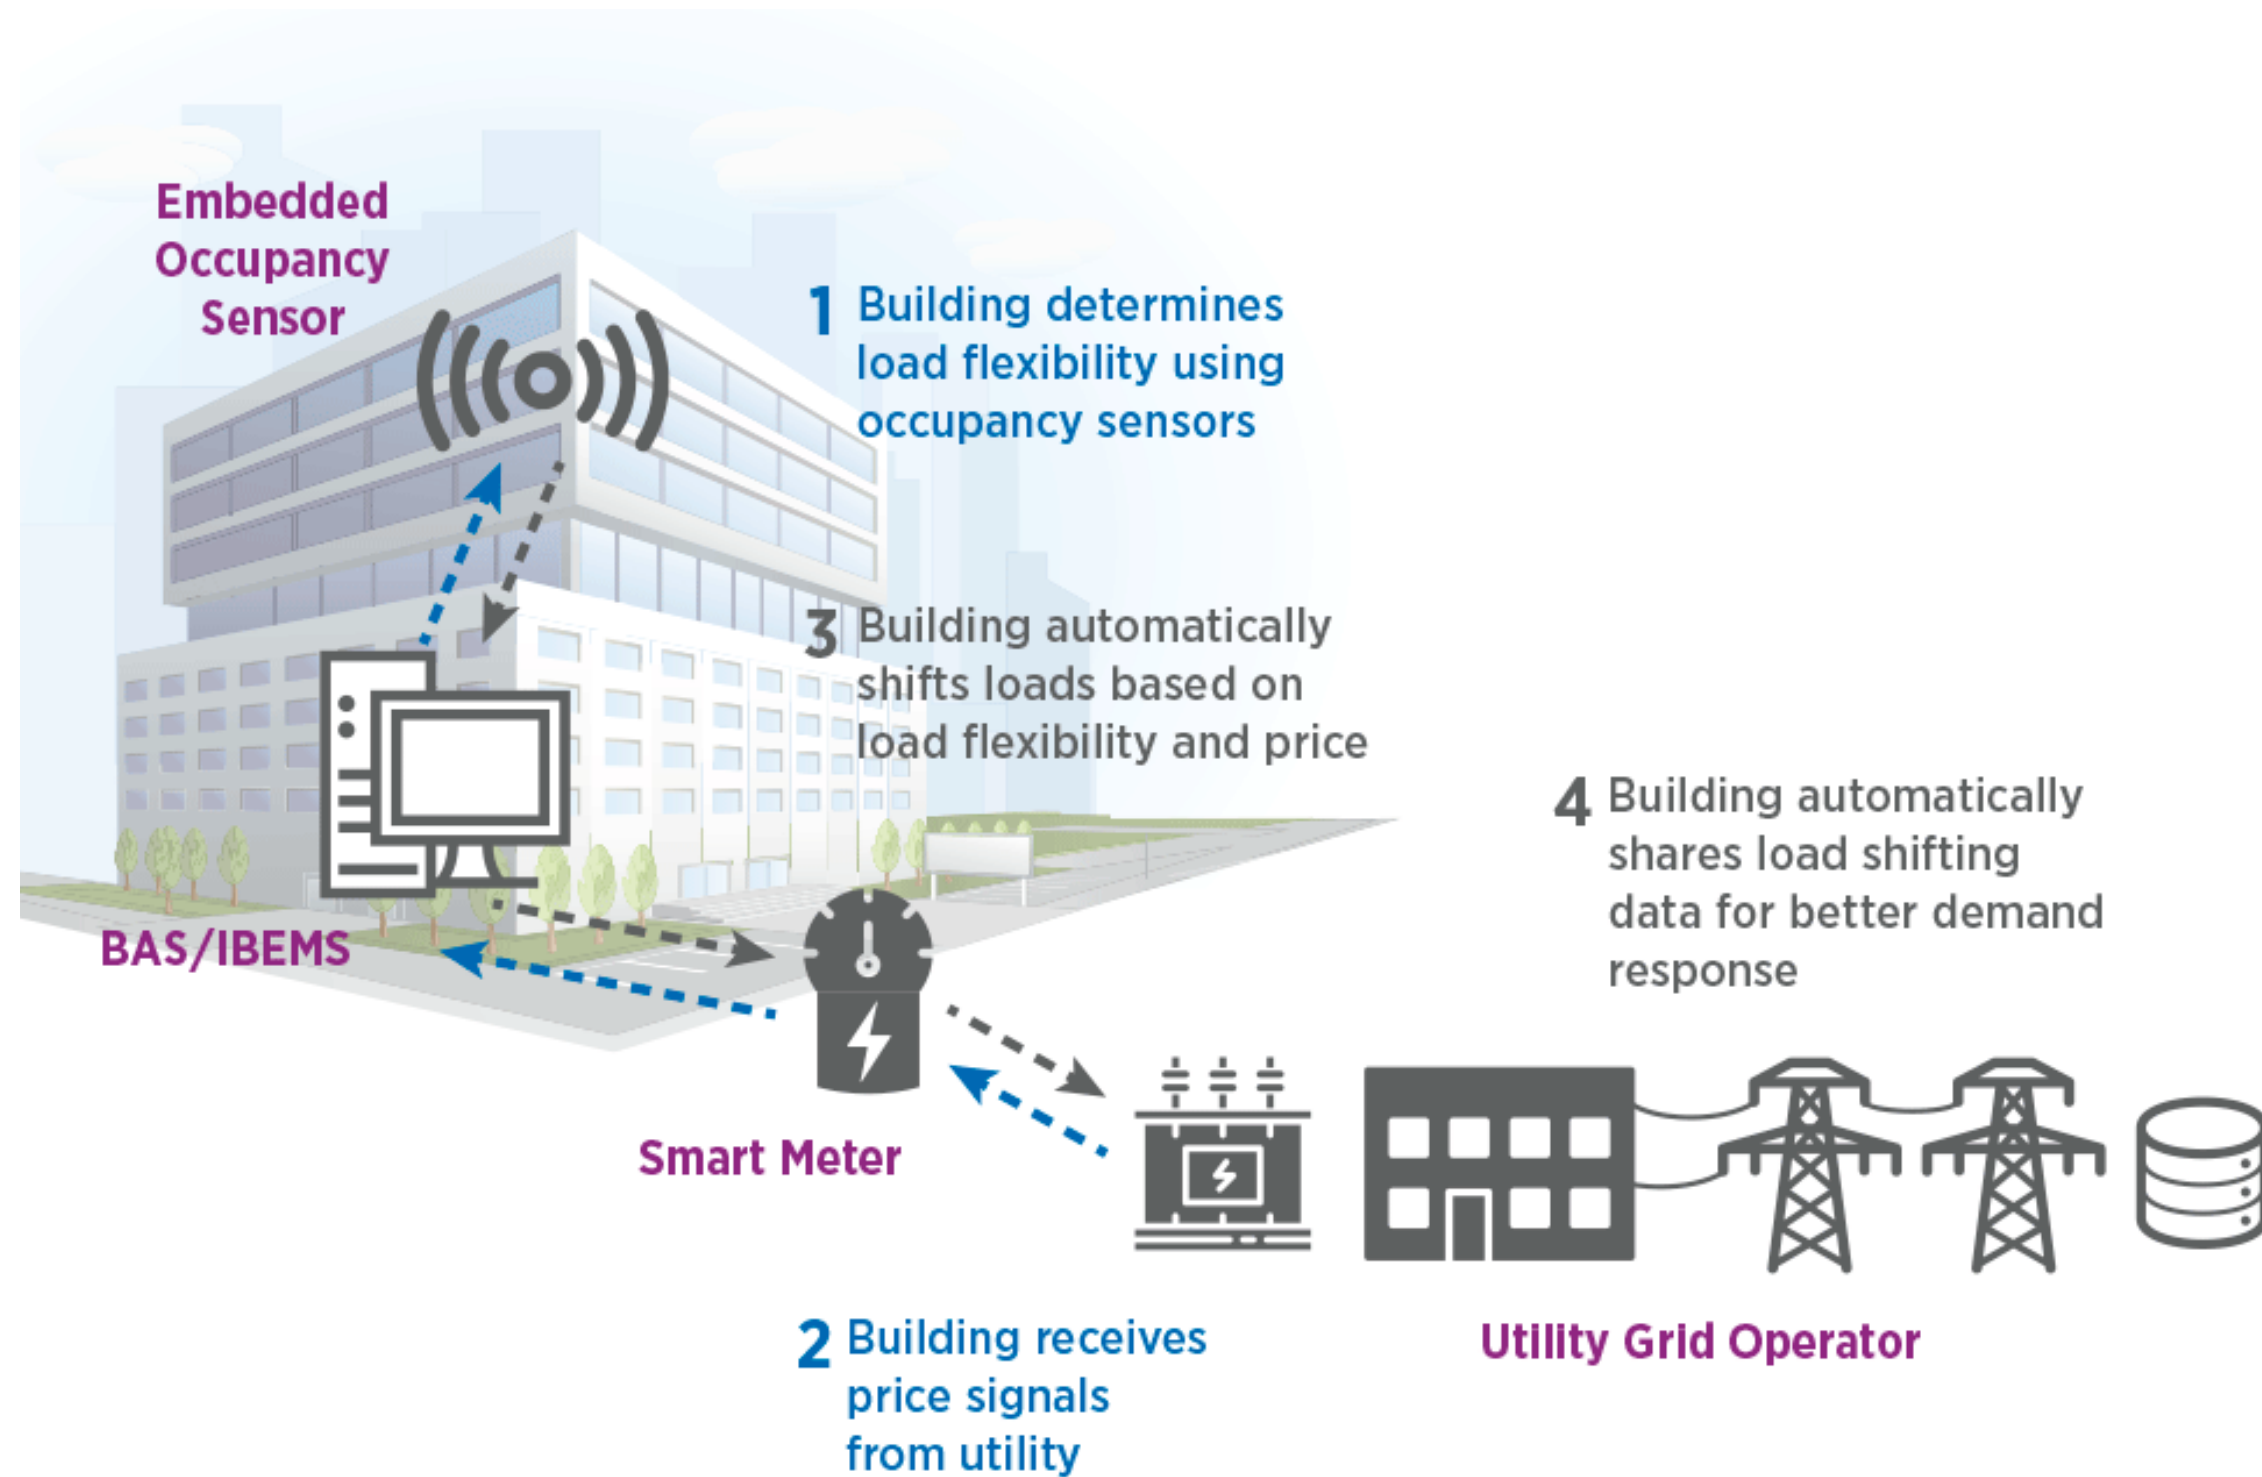 Embedded
Occupancy
Sensor
1 Building determines
load flexibility using
occupancy sensors
3 Building automatically
shifts loads based on
load flexibility and price
4 Building automatically
shares load shifting
data for better demand
response
BAS/IBEMS
Smart Meter
2 Building receives
price signals
from utility
Utility Grid Operator